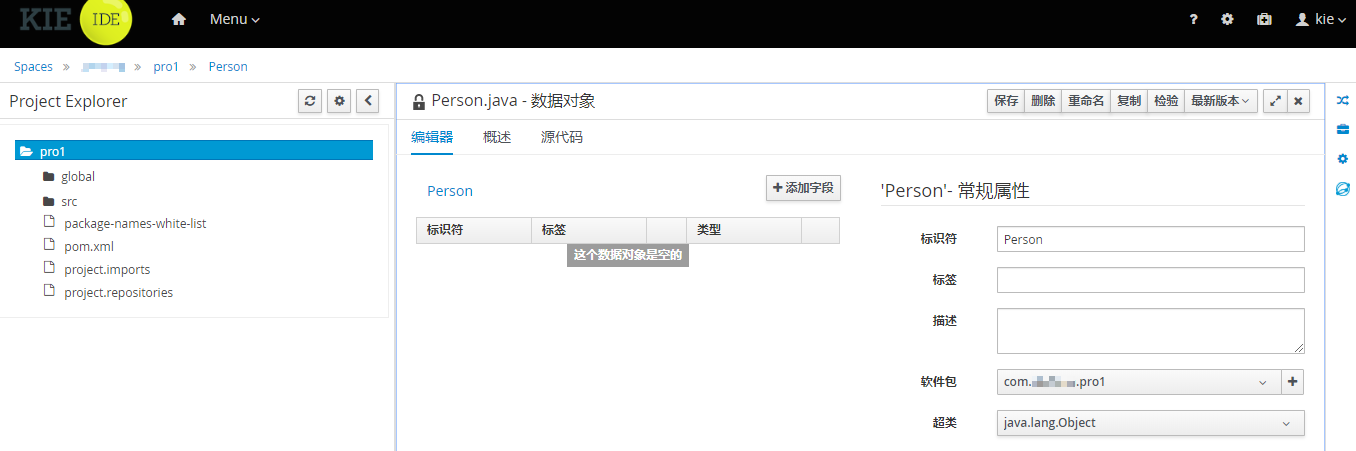 KIE IDE Menu ? kie
Spaces » » pro1 » Person
Project Explorer
pro1
global
src
package-names-white-list
pom.xml
project.imports
project.repositories
Person.java - 数据对象
保存 删除 重命名 复制 检验 最新版本
编辑器 概述 源代码
Person
添加字段
标识符 标签 类型
这个数据对象是空的
'Person'- 常规属性
标识符 Person
标签
描述
软件包 com. .pro1
超类 java.lang.Object